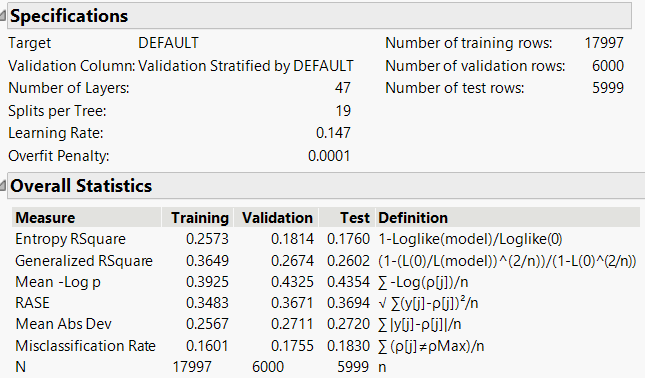 Specifications
Target DEFAULT Number of training rows: 17997
Validation Column: Validation Stratified by DEFAULT Number of validation rows: 6000
Number of Layers: 47 Number of test rows: 5999
Splits per Tree: 19
Learning Rate: 0.147
Overfit Penalty: 0.0001
Overall Statistics
Measure Training Validation Test Definition
Entropy RSquare 0.2573 0.1814 0.1760 1-Loglike(model)/Loglike(0)
Generalized RSquare 0.3649 0.2674 0.2602 (1-(L(0)/L(model))^(2/n))/(1-L(0)^(2/n))
Mean -Log p 0.3925 0.4325 0.4354 ∑ -Log(ρ[j])/n
RASE 0.3483 0.3671 0.3694 √ ∑(y[j]-ρ[j])²/n
Mean Abs Dev 0.2567 0.2711 0.2720 ∑ |y[j]-ρ[j]|/n
Misclassification Rate 0.1601 0.1755 0.1830 ∑ (ρ[j]≠ρMax)/n
N 17997 6000 5999 n